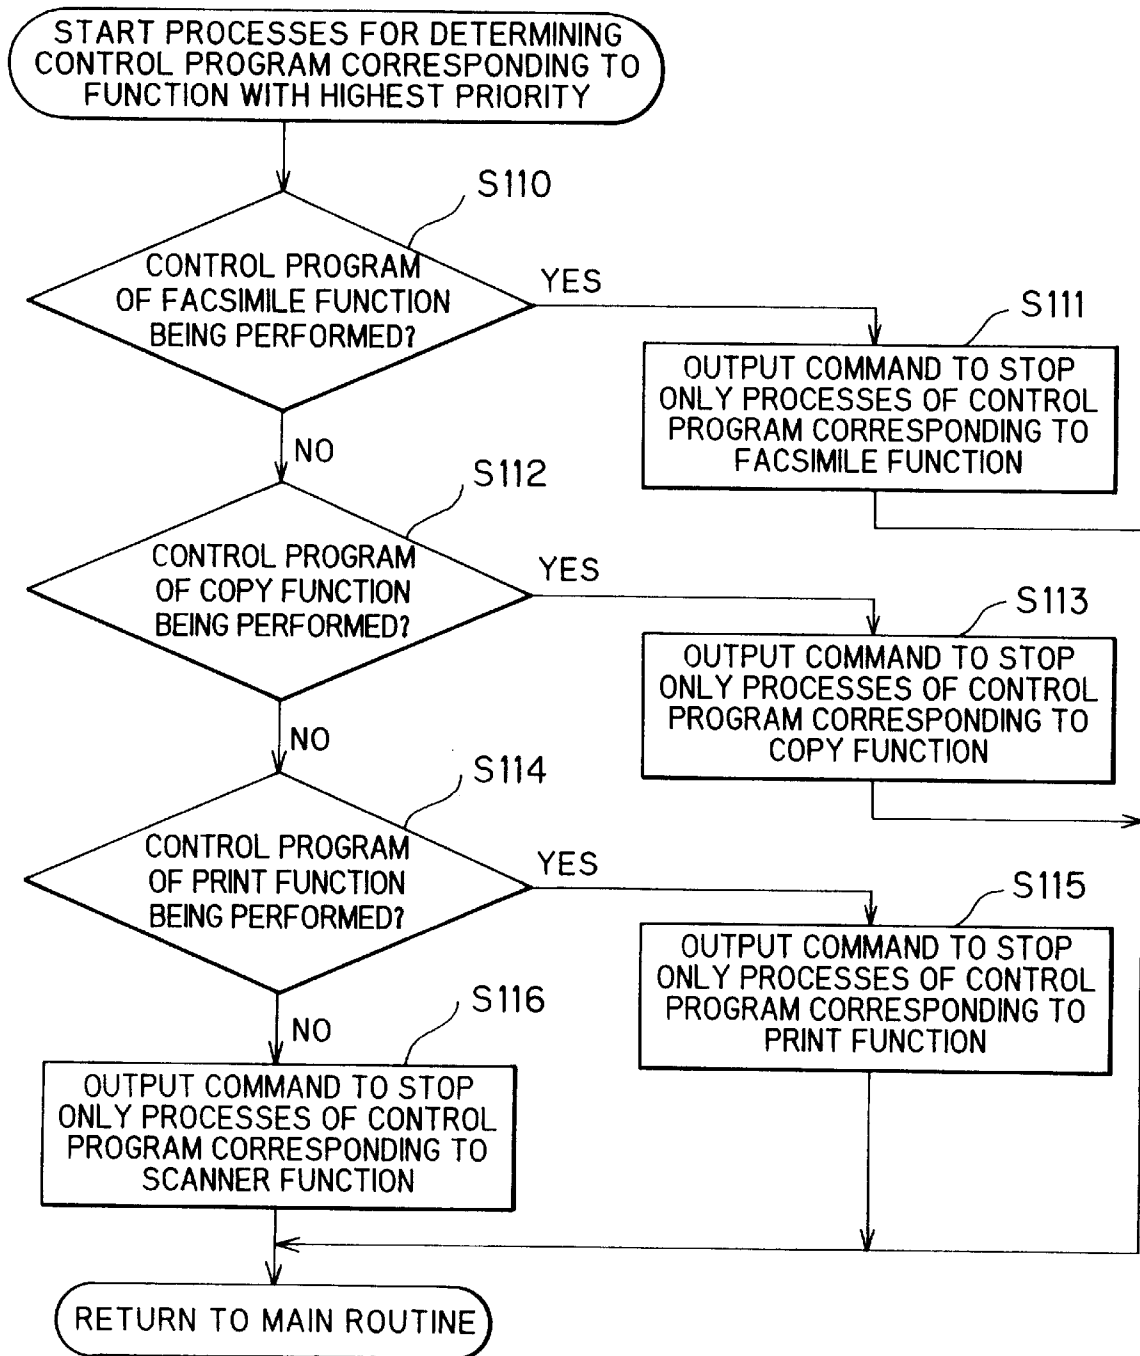 START PROCESSES FOR DETERMINING
CONTROL PROGRAM CORRESPONDING TO
FUNCTION WITH HIGHEST PRIORITY
S110
CONTROL PROGRAM
OF FACSIMILE FUNCTION
BEING PERFORMED?
YES
S111
OUTPUT COMMAND TO STOP
ONLY PROCESSES OF CONTROL
PROGRAM CORRESPONDING TO
FACSIMILE FUNCTION
NO
S112
CONTROL PROGRAM
OF COPY FUNCTION
BEING PERFORMED?
YES
S113
OUTPUT COMMAND TO STOP
ONLY PROCESSES OF CONTROL
PROGRAM CORRESPONDING TO
COPY FUNCTION
NO
S114
CONTROL PROGRAM
OF PRINT FUNCTION
BEING PERFORMED?
YES
S115
OUTPUT COMMAND TO STOP
ONLY PROCESSES OF CONTROL
PROGRAM CORRESPONDING TO
PRINT FUNCTION
NO
S116
OUTPUT COMMAND TO STOP
ONLY PROCESSES OF CONTROL
PROGRAM CORRESPONDING TO
SCANNER FUNCTION
RETURN TO MAIN ROUTINE